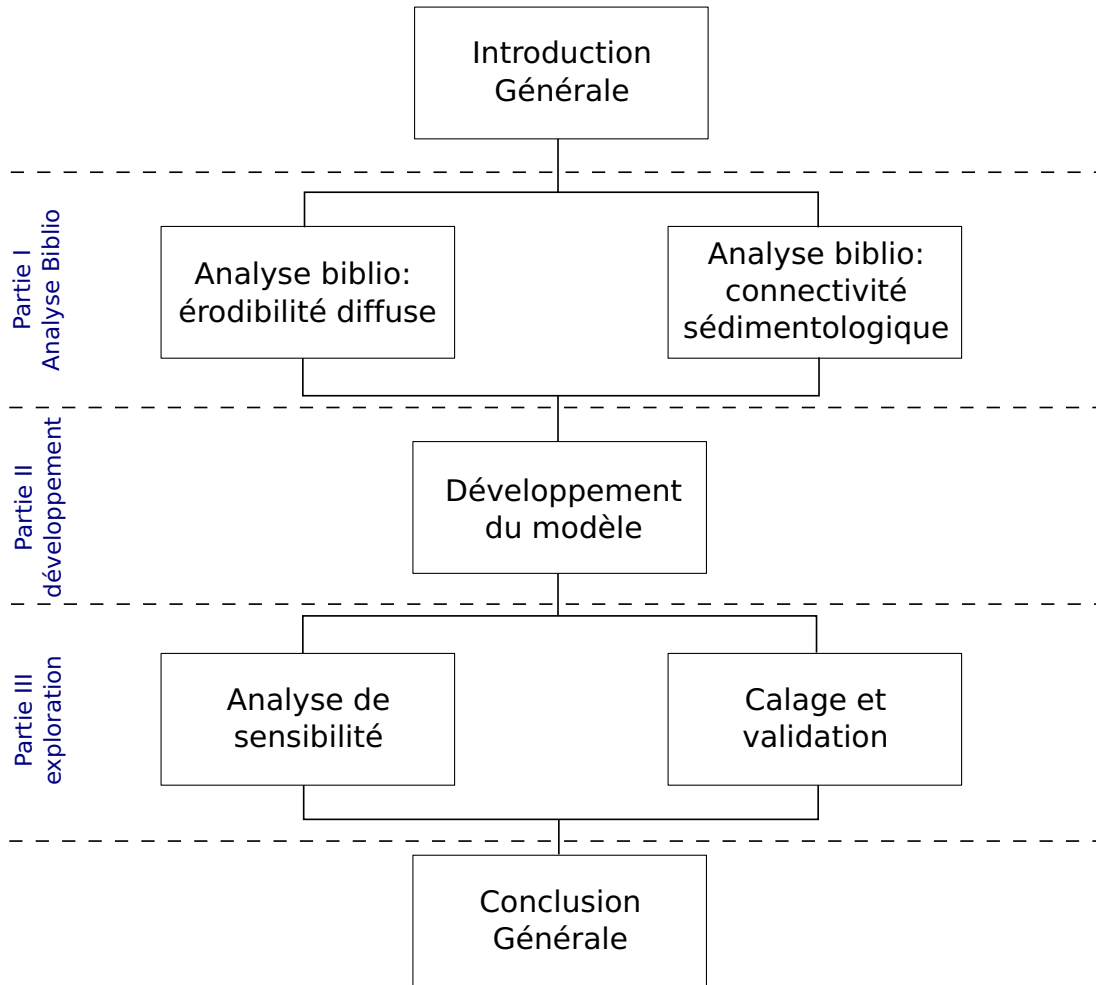 Introduction
Générale
Partie I
Analyse Biblio
Analyse biblio:
érodibilité diffuse
Analyse biblio:
connectivité
sédimentologique
Partie II
développement
Développement
du modèle
Partie III
exploration
Analyse de
sensibilité
Calage et
validation
Conclusion
Générale